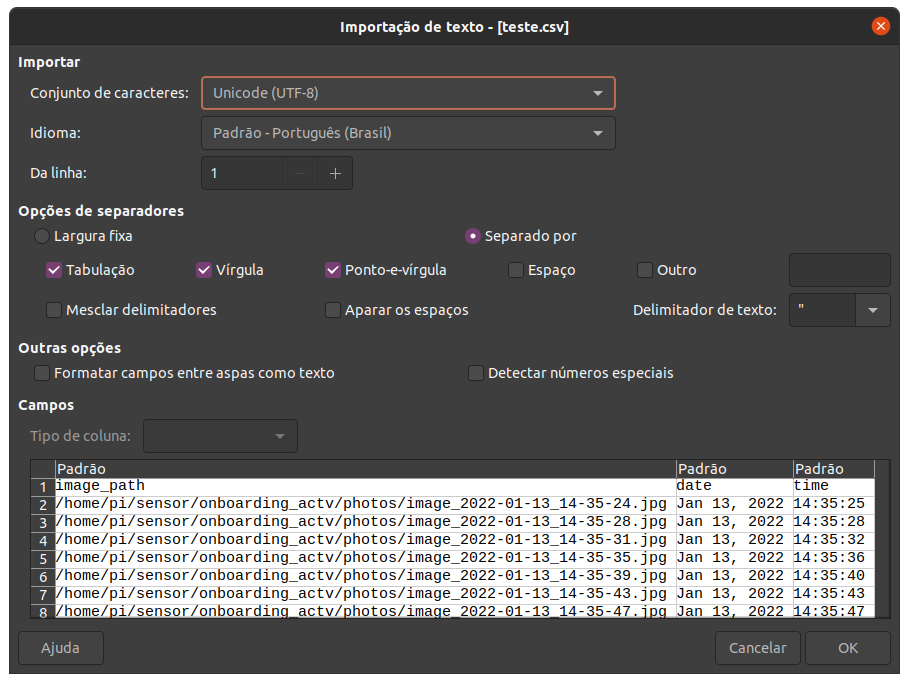 Importação de texto - [teste.csv]
Importar
Conjunto de caracteres: Unicode (UTF-8)
Idioma: Padrão - Português (Brasil)
Da linha: 1
Opções de separadores
Largura fixa Separado por
Tabulação Vírgula Ponto-e-vírgula Espaço Outro
Mesclar delimitadores Aparar os espaços Delimitador de texto: "
Outras opções
Formatar campos entre aspas como texto Detectar números especiais
Campos
Tipo de coluna:
Padrão Padrão Padrão
1 image_path date time
2 /home/pi/sensor/onboarding_actv/photos/image_2022-01-13_14-35-24.jpg Jan 13, 2022 14:35:25
3 /home/pi/sensor/onboarding_actv/photos/image_2022-01-13_14-35-28.jpg Jan 13, 2022 14:35:28
4 /home/pi/sensor/onboarding_actv/photos/image_2022-01-13_14-35-31.jpg Jan 13, 2022 14:35:32
5 /home/pi/sensor/onboarding_actv/photos/image_2022-01-13_14-35-35.jpg Jan 13, 2022 14:35:36
6 /home/pi/sensor/onboarding_actv/photos/image_2022-01-13_14-35-39.jpg Jan 13, 2022 14:35:40
7 /home/pi/sensor/onboarding_actv/photos/image_2022-01-13_14-35-43.jpg Jan 13, 2022 14:35:43
8 /home/pi/sensor/onboarding_actv/photos/image_2022-01-13_14-35-47.jpg Jan 13, 2022 14:35:47
Ajuda Cancelar OK